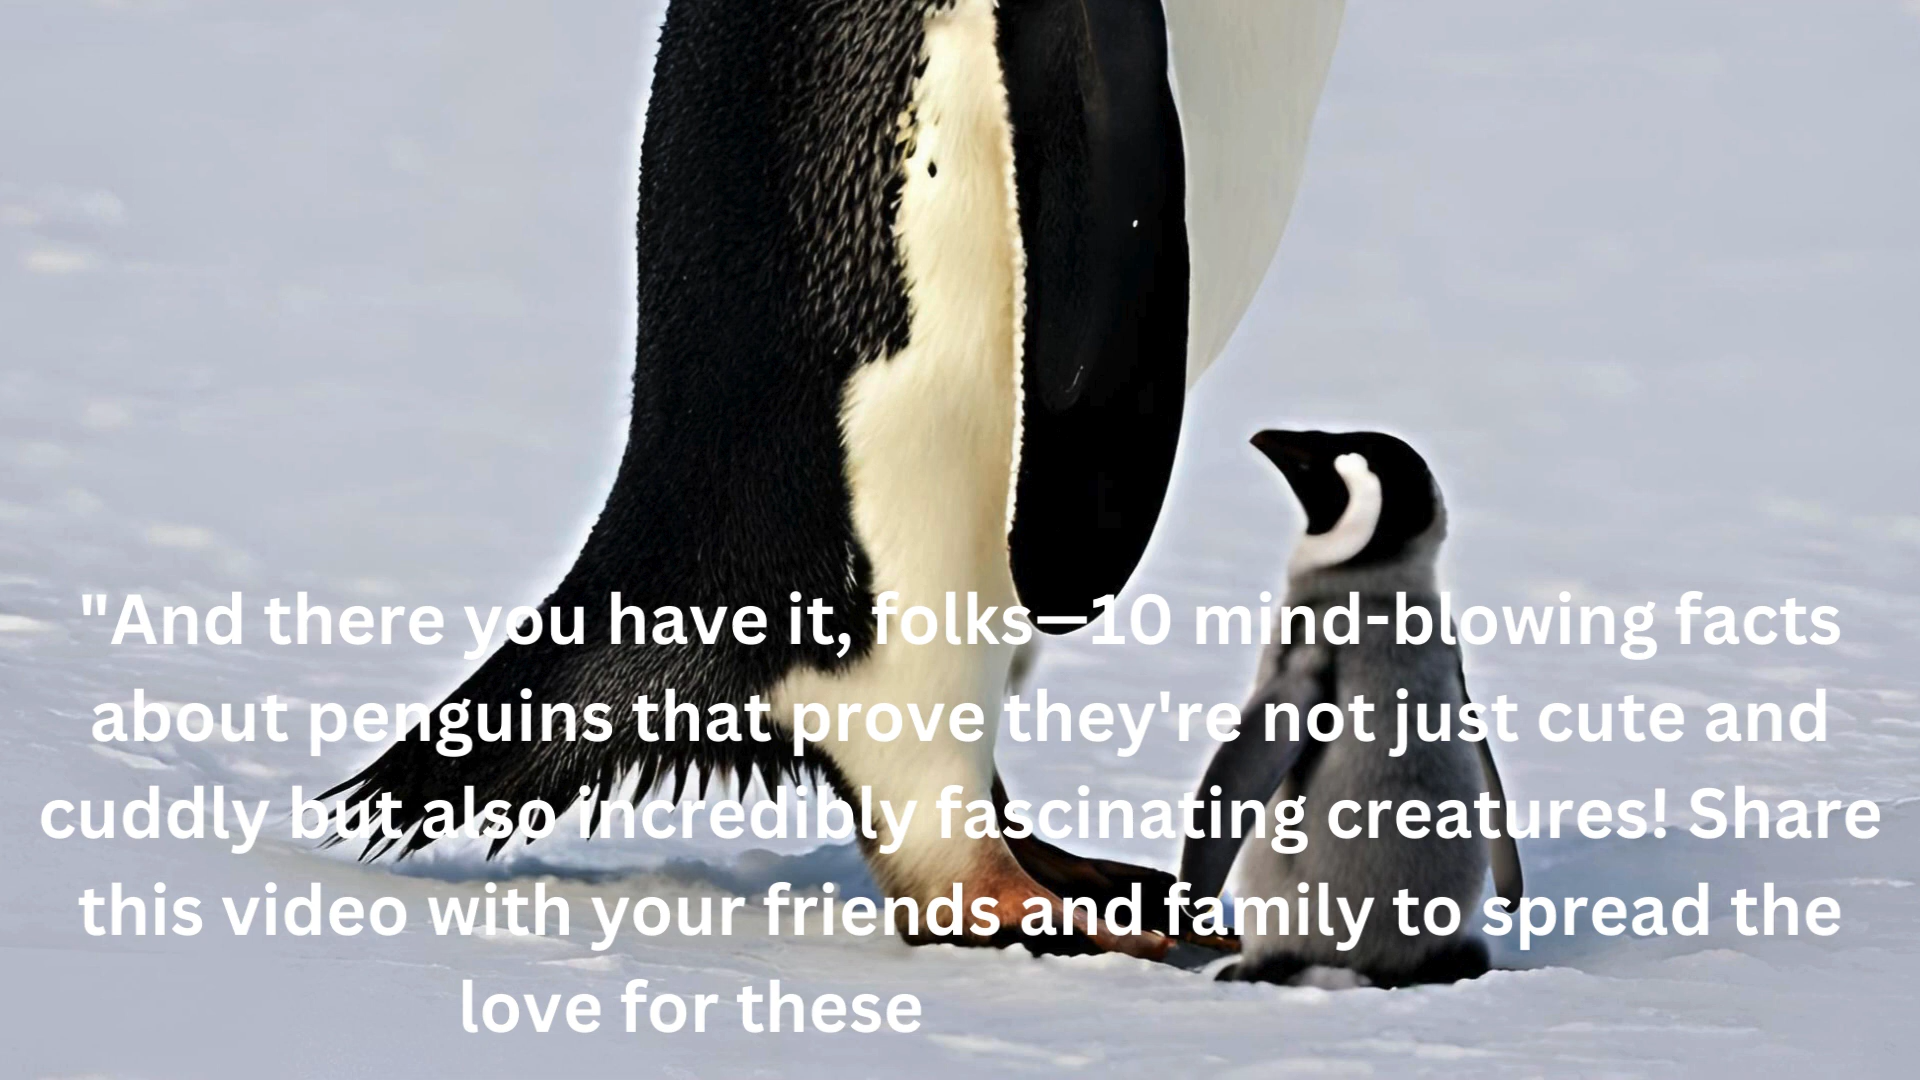 "And there you have it, folks—10 mind-blowing facts
about penguins that prove they're not just cute and
cuddly but also incredibly fascinating creatures! Share
this video with your friends and family to spread the
love for these